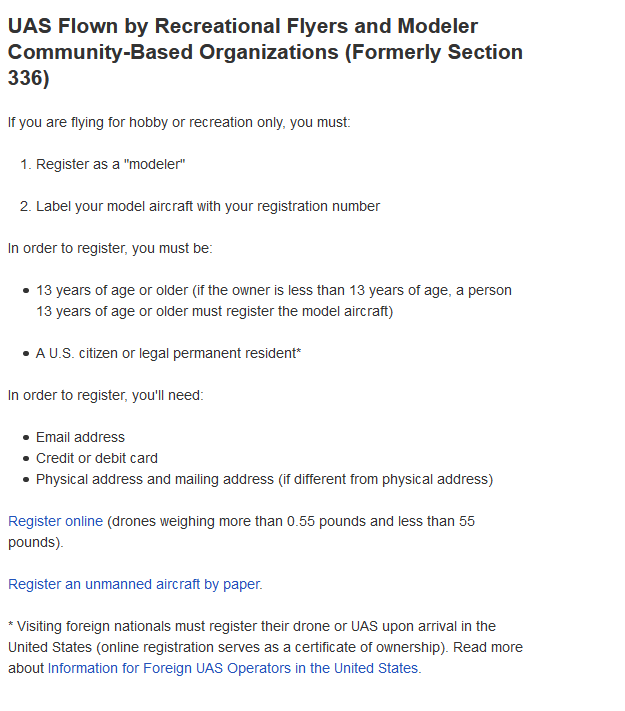 UAS Flown by Recreational Flyers and Modeler
Community-Based Organizations (Formerly Section
336)
If you are flying for hobby or recreation only, you must:
1. Register as a "modeler"
2. Label your model aircraft with your registration number
In order to register, you must be:
• 13 years of age or older (if the owner is less than 13 years of age, a person
13 years of age or older must register the model aircraft)
• A U.S. citizen or legal permanent resident*
In order to register, you'll need:
• Email address
• Credit or debit card
• Physical address and mailing address (if different from physical address)
Register online (drones weighing more than 0.55 pounds and less than 55
pounds).
Register an unmanned aircraft by paper.
* Visiting foreign nationals must register their drone or UAS upon arrival in the
United States (online registration serves as a certificate of ownership). Read more
about Information for Foreign UAS Operators in the United States.